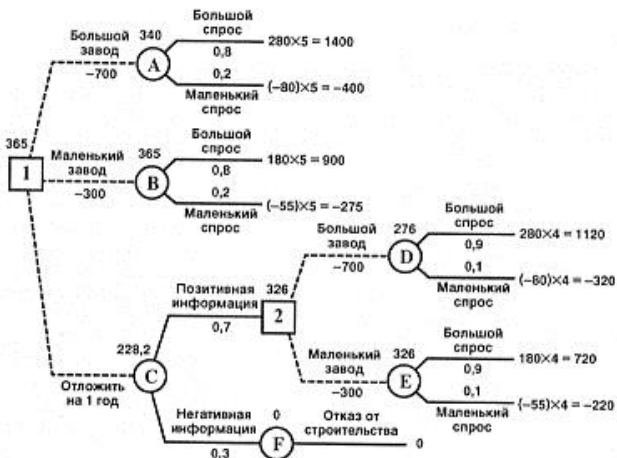 Большой
завод
–700
340
A
Большой
спрос
0,8
280×5 = 1400
0,2
Маленький
спрос
(–80)×5 = –400
365
1
Маленький
завод
–300
365
B
Большой
спрос
0,8
180×5 = 900
0,2
Маленький
спрос
(–55)×5 = –275
Отложить
на 1 год
228,2
C
Позитивная
информация
0,7
326
2
Большой
завод
–700
276
D
Большой
спрос
0,9
280×4 = 1120
0,1
Маленький
спрос
(–80)×4 = –320
Маленький
завод
–300
326
E
Большой
спрос
0,9
180×4 = 720
0,1
Маленький
спрос
(–55)×4 = –220
Негативная
информация
0,3
0
F
Отказ от
строительства
0